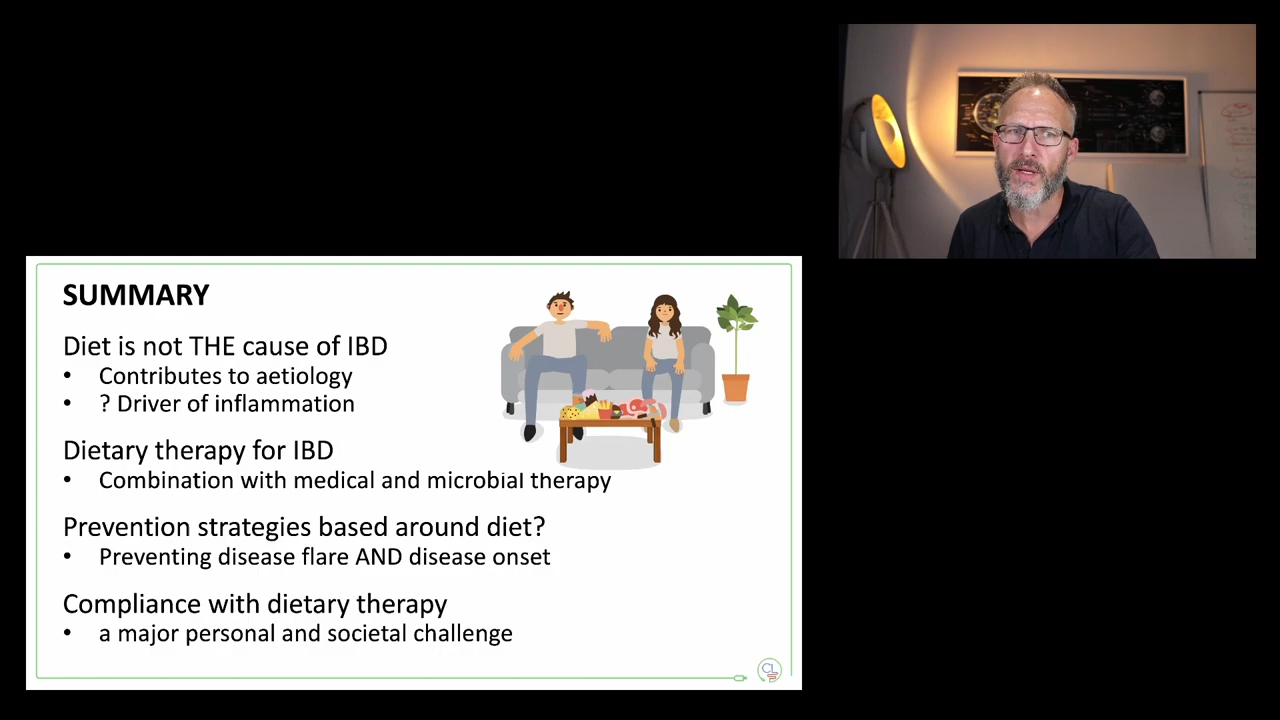 SUMMARY
Diet is not THE cause of IBD
• Contributes to aetiology
• ? Driver of inflammation
Dietary therapy for IBD
• Combination with medical and microbial therapy
Prevention strategies based around diet?
• Preventing disease flare AND disease onset
Compliance with dietary therapy
• a major personal and societal challenge